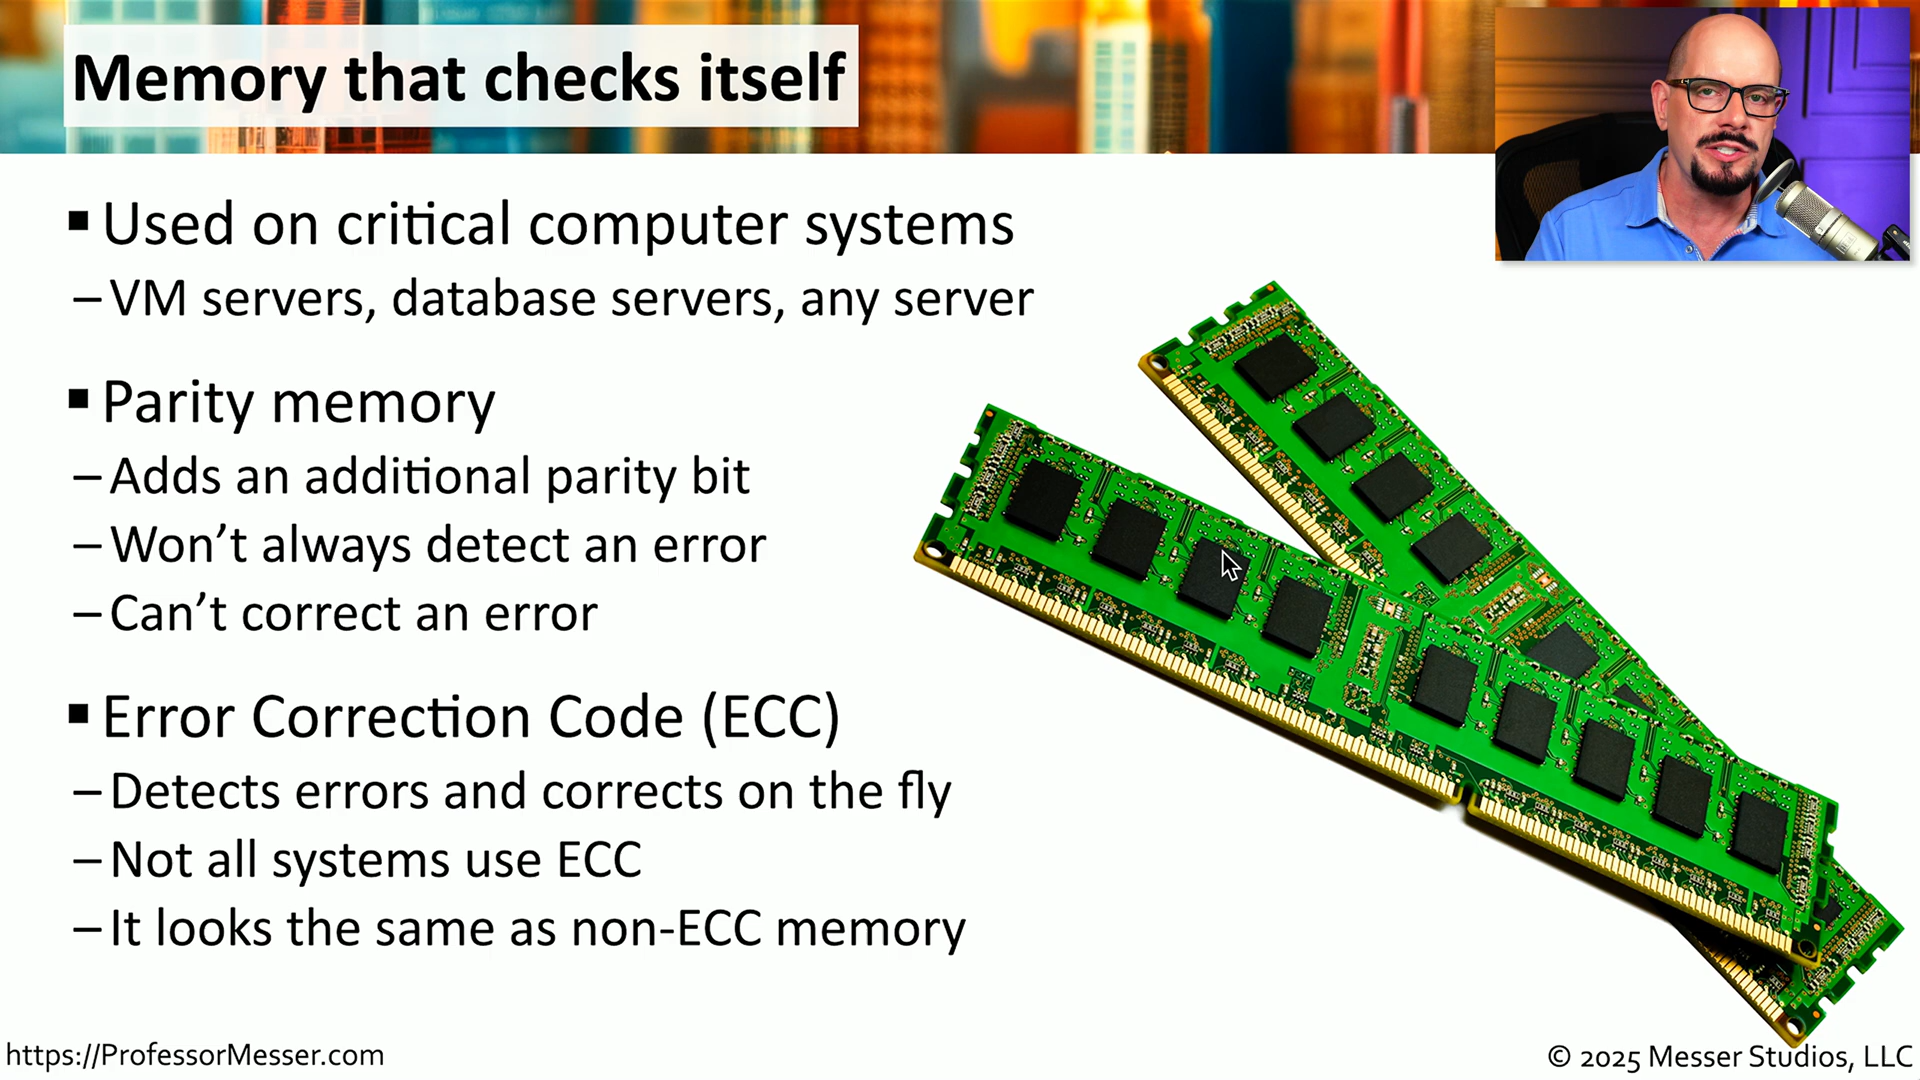 Memory that checks itself
▪ Used on critical computer systems
– VM servers, database servers, any server
▪ Parity memory
– Adds an additional parity bit
– Won’t always detect an error
– Can’t correct an error
▪ Error Correction Code (ECC)
– Detects errors and corrects on the fly
– Not all systems use ECC
– It looks the same as non-ECC memory
https://ProfessorMesser.com
© 2025 Messer Studios, LLC